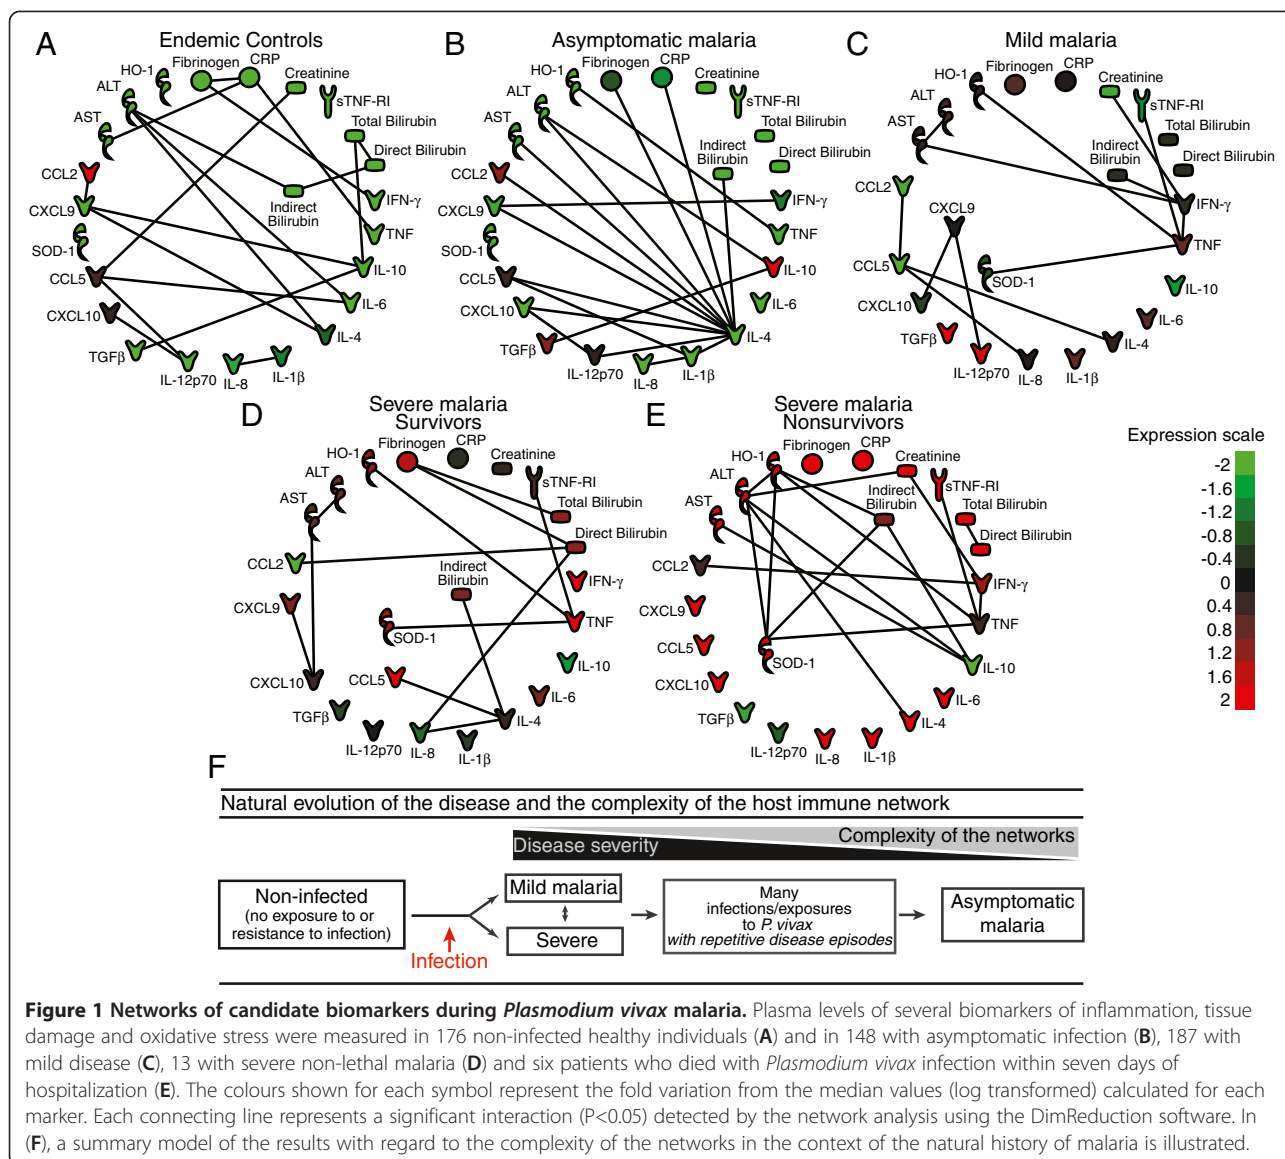 A
Endemic Controls
HO-1
Fibrinogen
CRP
Creatinine
ALT
sTNF-RI
AST
Total Bilirubin
Direct Bilirubin
CCL2
Indirect
Bilirubin
IFN-γ
CXCL9
TNF
SOD-1
IL-10
CCL5
IL-6
CXCL10
IL-4
TGFβ
IL-12p70
IL-8
IL-1β
B
Asymptomatic malaria
HO-1
Fibrinogen
CRP
Creatinine
ALT
sTNF-RI
AST
Total Bilirubin
Indirect
Bilirubin
Direct Bilirubin
CCL2
IFN-γ
CXCL9
TNF
SOD-1
IL-10
CCL5
IL-6
CXCL10
IL-4
TGFβ
IL-12p70
IL-8
IL-1β
C
Mild malaria
HO-1
Fibrinogen
CRP
Creatinine
ALT
sTNF-RI
AST
Total Bilirubin
Indirect
Bilirubin
Direct Bilirubin
CCL2
CXCL9
IFN-γ
TNF
CCL5
SOD-1
IL-10
CXCL10
IL-6
TGFβ
IL-4
IL-12p70
IL-8
IL-1β
D
Severe malaria
Survivors
HO-1
Fibrinogen
CRP
Creatinine
ALT
sTNF-RI
AST
Total Bilirubin
Direct Bilirubin
CCL2
Indirect
Bilirubin
IFN-γ
CXCL9
TNF
SOD-1
IL-10
CXCL10
CCL5
IL-6
TGFβ
IL-4
IL-12p70
IL-8
IL-1β
E
Severe malaria
Nonsurvivors
HO-1
Fibrinogen
CRP
Creatinine
ALT
sTNF-RI
AST
Indirect
Bilirubin
Total Bilirubin
Direct Bilirubin
CCL2
IFN-γ
CXCL9
TNF
CCL5
SOD-1
IL-10
CXCL10
IL-6
TGFβ
IL-4
IL-12p70
IL-8
IL-1β
Expression scale
-2
-1.6
-1.2
-0.8
-0.4
0
0.4
0.8
1.2
1.6
2
F
Natural evolution of the disease and the complexity of the host immune network
Complexity of the networks
Disease severity
Non-infected
(no exposure to or
resistance to infection)
Infection
Mild malaria
Severe
Many
infections/exposures
to P. vivax
with repetitive disease episodes
Asymptomatic
malaria
Figure 1 Networks of candidate biomarkers during Plasmodium vivax malaria. Plasma levels of several biomarkers of inflammation, tissue
damage and oxidative stress were measured in 176 non-infected healthy individuals (A) and in 148 with asymptomatic infection (B), 187 with
mild disease (C), 13 with severe non-lethal malaria (D) and six patients who died with Plasmodium vivax infection within seven days of
hospitalization (E). The colours shown for each symbol represent the fold variation from the median values (log transformed) calculated for each
marker. Each connecting line represents a significant interaction (P<0.05) detected by the network analysis using the DimReduction software. In
(F), a summary model of the results with regard to the complexity of the networks in the context of the natural history of malaria is illustrated.